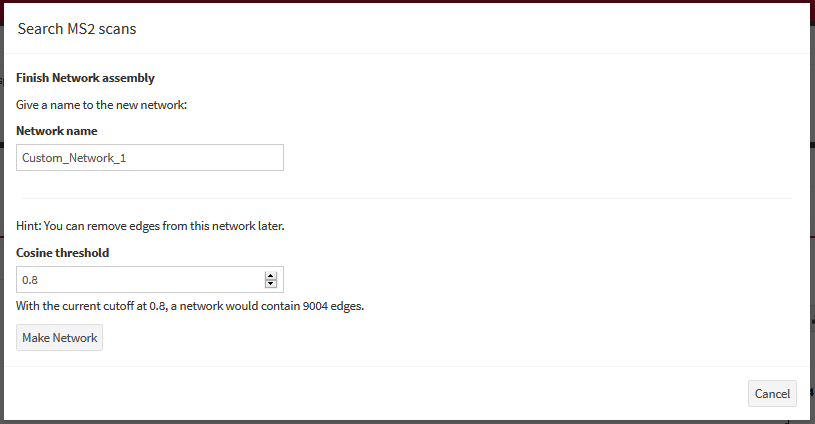 Search MS2 scans
Finish Network assembly
Give a name to the new network:
Network name
Custom_Network_1
Hint: You can remove edges from this network later.
Cosine threshold
0.8
With the current cutoff at 0.8, a network would contain 9004 edges.
Make Network
Cancel